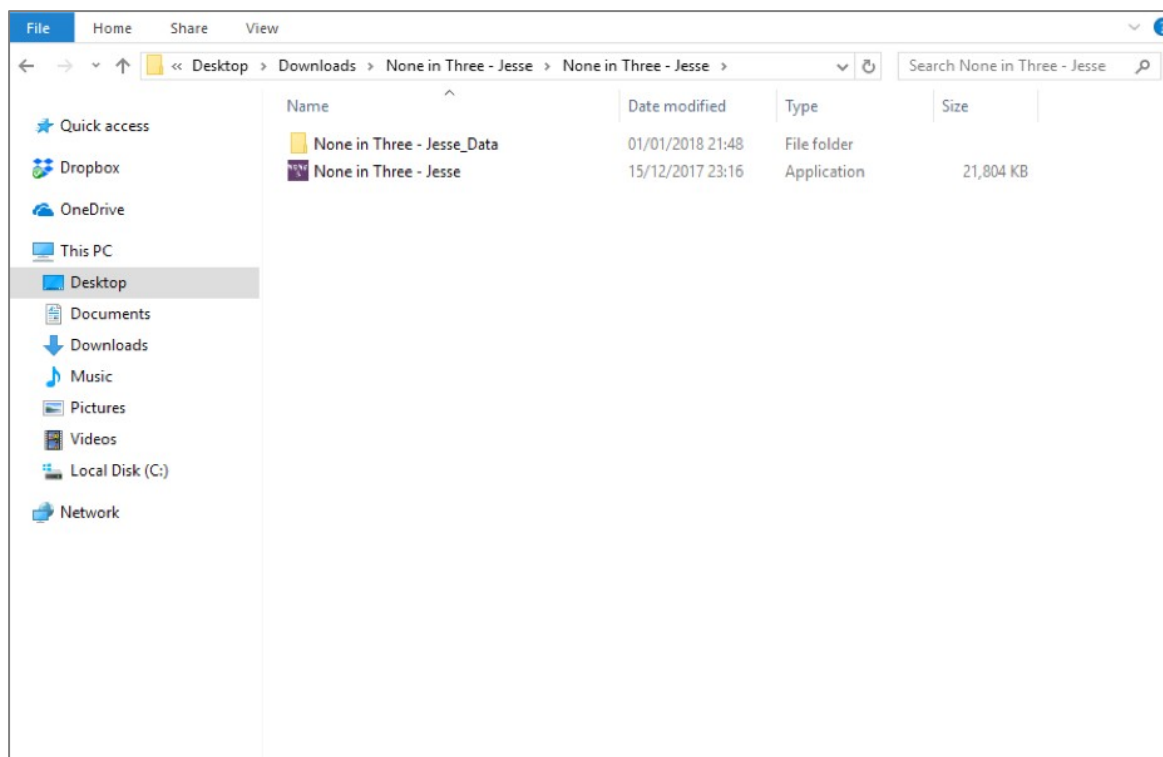 File Home Share View
« Desktop > Downloads > None in Three - Jesse > None in Three - Jesse > Search None in Three - Jesse
Name Date modified Type Size
Quick access
None in Three - Jesse_Data 01/01/2018 21:48 File folder
Dropbox None in Three - Jesse 15/12/2017 23:16 Application 21,804 KB
OneDrive
This PC
Desktop
Documents
Downloads
Music
Pictures
Videos
Local Disk (C:)
Network